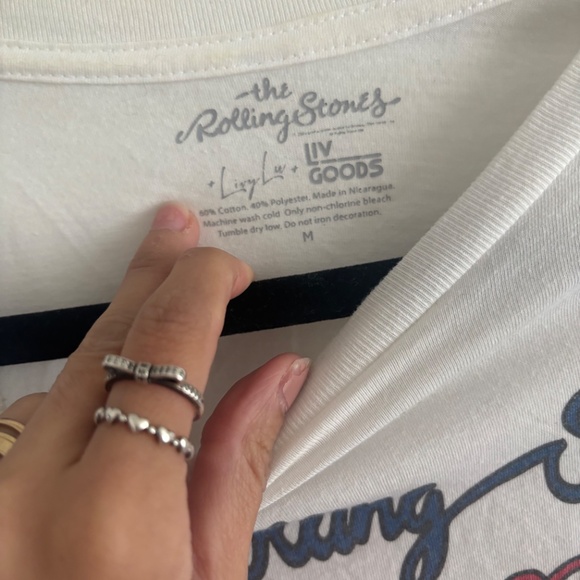 the
Rolling Stones
+ Livy Lu +
LIV
GOODS
60% Cotton. 40% Polyester. Made in Nicaragua.
Machine wash cold. Only non-chlorine bleach.
Tumble dry low. Do not iron decoration.
M